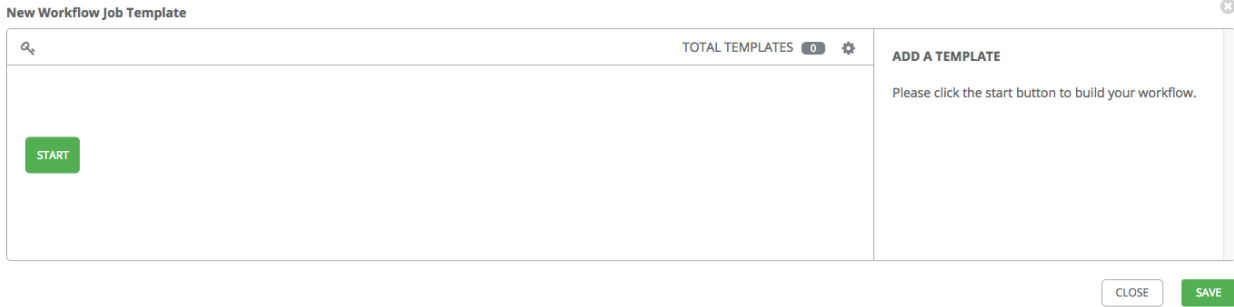 New Workflow Job Template
TOTAL TEMPLATES 0
ADD A TEMPLATE
Please click the start button to build your workflow.
START
CLOSE
SAVE